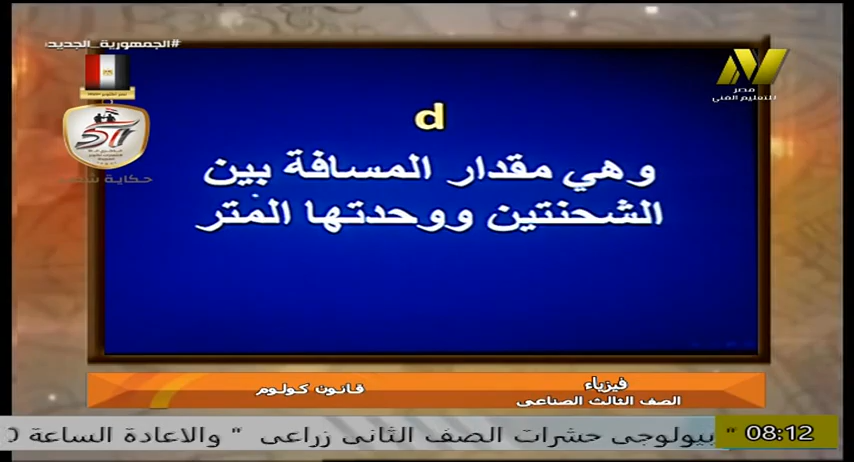 #الجمهورية_الجديدة
مصر
للتعليم الفنى
d
وهي مقدار المسافة بين
الشحنتين ووحدتها المتر
فيزياء
قانون كولوم
الصف الثالث الصناعى
08:12
" بيولوجى حشرات الصف الثانى زراعى " والاعادة الساعة